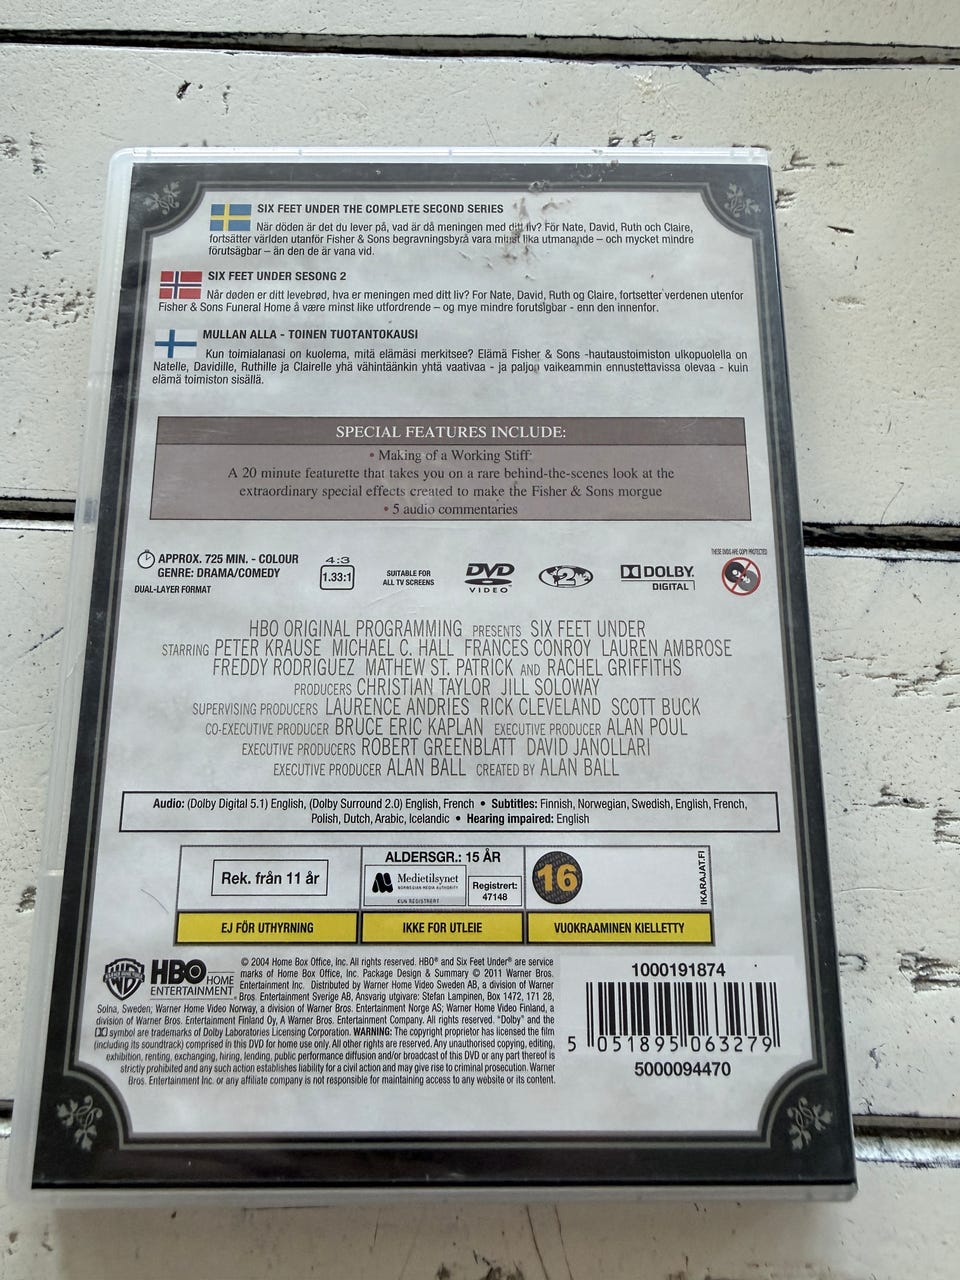 SIX FEET UNDER THE COMPLETE SECOND SERIES
När döden är det du lever på, vad är då meningen med ditt liv? För Nate, David, Ruth och Claire,
fortsätter världen utanför Fisher & Sons begravningsbyrå vara minst lika utmanande – och mycket mindre
förutsägbar – än den de är vana vid.
SIX FEET UNDER SESONG 2
Når døden er ditt levebrød, hva er meningen med ditt liv? For Nate, David, Ruth og Claire, fortsetter verdenen utenfor
Fisher & Sons Funeral Home å være minst like utfordrende – og mye mindre forutsigbar - enn den innenfor.
MULLAN ALLA - TOINEN TUOTANTOKAUSI
Kun toimialanasi on kuolema, mitä elämäsi merkitsee? Elämä Fisher & Sons -hautaustoimiston ulkopuolella on
Natelle, Davidille, Ruthille ja Clairelle yhä vähintäänkin yhtä vaativaa - ja paljon vaikeammin ennustettavissa olevaa - kuin
elämä toimiston sisällä.
SPECIAL FEATURES INCLUDE:
• Making of a Working Stiff
A 20 minute featurette that takes you on a rare behind-the-scenes look at the
extraordinary special effects created to make the Fisher & Sons morgue
• 5 audio commentaries
APPROX. 725 MIN. - COLOUR
GENRE: DRAMA/COMEDY
DUAL-LAYER FORMAT
4:3
1.33:1
SUITABLE FOR
ALL TV SCREENS
DVD
VIDEO
2
DOLBY
DIGITAL
THESE DVDS ARE COPY PROTECTED
HBO ORIGINAL PROGRAMMING PRESENTS SIX FEET UNDER
STARRING PETER KRAUSE MICHAEL C. HALL FRANCES CONROY LAUREN AMBROSE
FREDDY RODRIGUEZ MATHEW ST. PATRICK AND RACHEL GRIFFITHS
PRODUCERS CHRISTIAN TAYLOR JILL SOLOWAY
SUPERVISING PRODUCERS LAURENCE ANDRIES RICK CLEVELAND SCOTT BUCK
CO-EXECUTIVE PRODUCER BRUCE ERIC KAPLAN EXECUTIVE PRODUCER ALAN POUL
EXECUTIVE PRODUCERS ROBERT GREENBLATT DAVID JANOLLARI
EXECUTIVE PRODUCER ALAN BALL CREATED BY ALAN BALL
Audio: (Dolby Digital 5.1) English, (Dolby Surround 2.0) English, French • Subtitles: Finnish, Norwegian, Swedish, English, French,
Polish, Dutch, Arabic, Icelandic • Hearing impaired: English
Rek. från 11 år
ALDERSGR.: 15 ÅR
Medietilsynet
NORWEGIAN MEDIA AUTHORITY
KUN REGISTRERT
Registrert:
47148
16
IKARAJAT.FI
EJ FÖR UTHYRNING
IKKE FOR UTLEIE
VUOKRAAMINEN KIELLETTY
WB
HBO HOME
ENTERTAINMENT
© 2004 Home Box Office, Inc. All rights reserved. HBO® and Six Feet Under® are service
marks of Home Box Office, Inc. Package Design & Summary © 2011 Warner Bros.
Entertainment Inc. Distributed by Warner Home Video Sweden AB, a division of Warner
Bros. Entertainment Sverige AB, Ansvarig utgivare: Stefan Lampinen, Box 1472, 171 28,
Solna, Sweden; Warner Home Video Norway, a division of Warner Bros. Entertainment Norge AS; Warner Home Video Finland, a
division of Warner Bros. Entertainment Finland Oy, A Warner Bros. Entertainment Company. All rights reserved. "Dolby" and the
symbol are trademarks of Dolby Laboratories Licensing Corporation. WARNING: The copyright proprietor has licensed the film
(including its soundtrack) comprised in this DVD for home use only. All other rights are reserved. Any unauthorised copying, editing,
exhibition, renting, exchanging, hiring, lending, public performance diffusion and/or broadcast of this DVD or any part thereof is
strictly prohibited and any such action establishes liability for a civil action and may give rise to criminal prosecution. Warner
Bros. Entertainment Inc. or any affiliate company is not responsible for maintaining access to any website or its content.
1000191874
5 051895 063279
5000094470